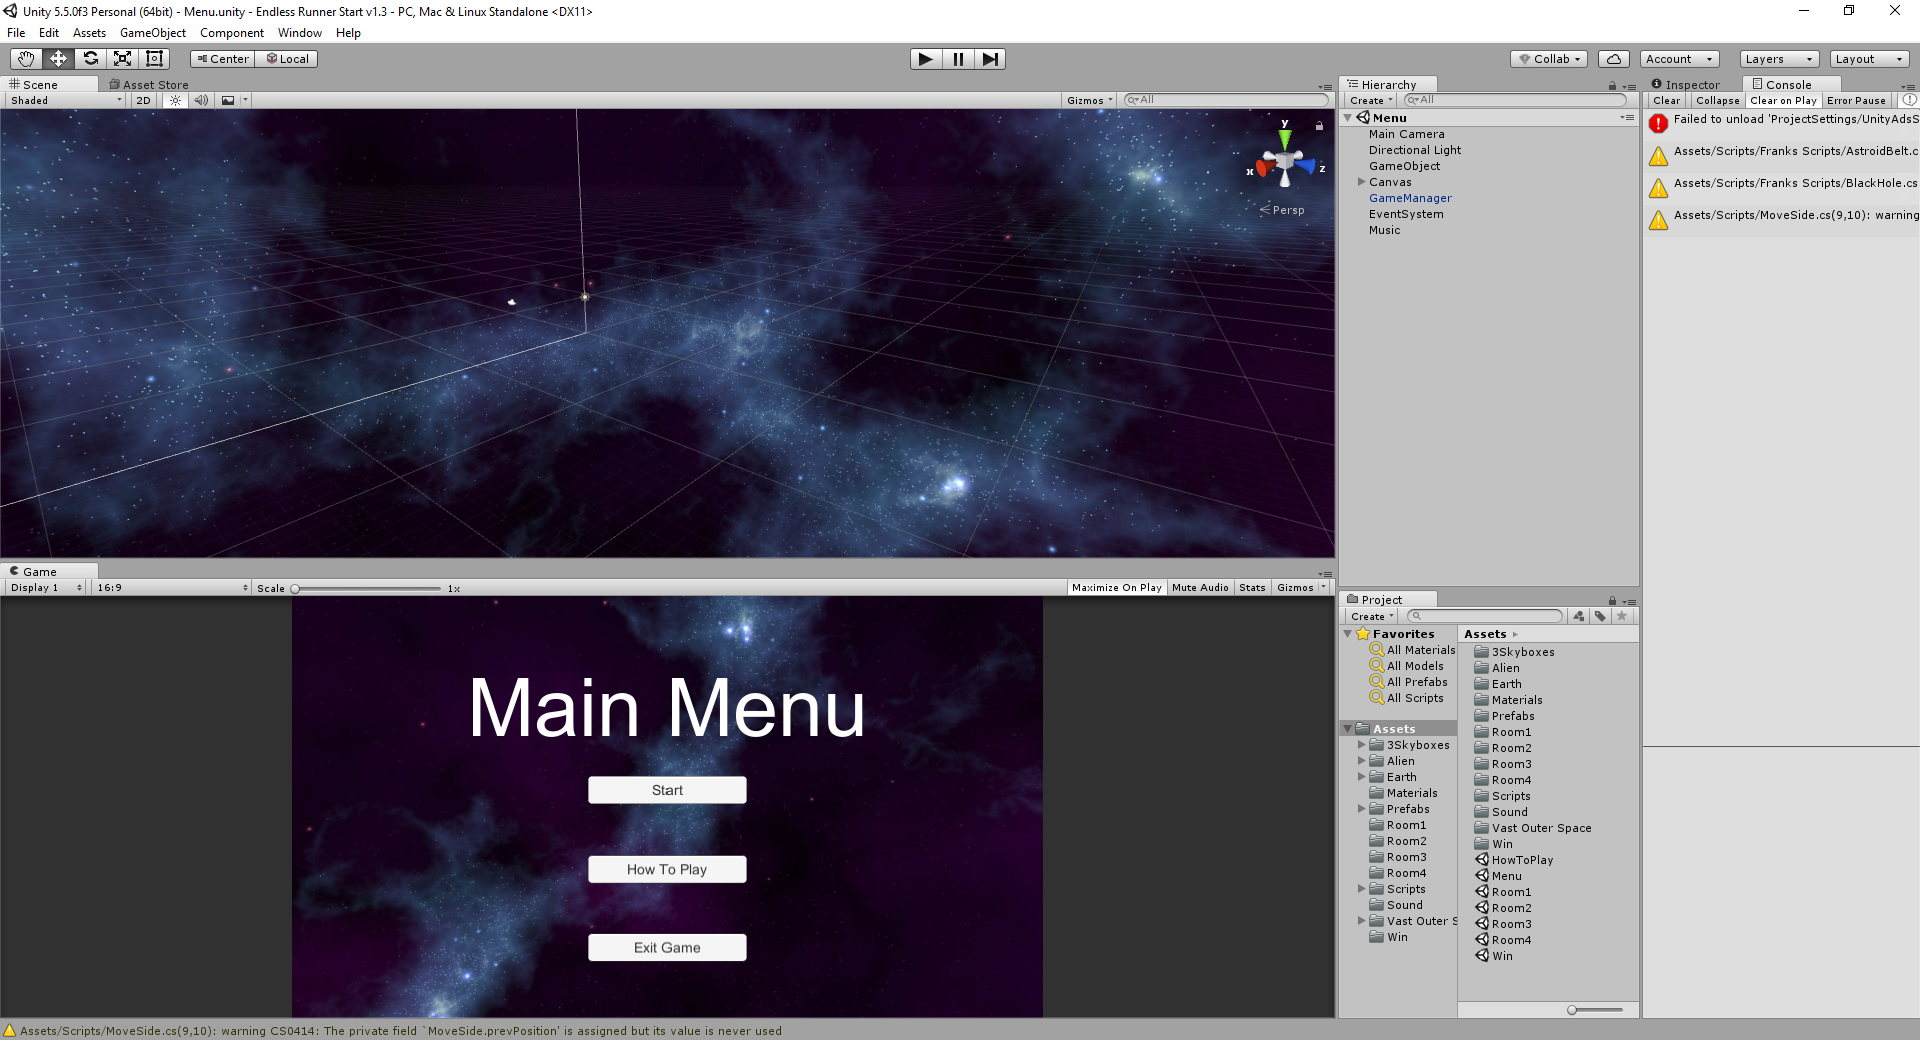 Unity 5.5.0f3 Personal (64bit) - Menu.unity - Endless Runner Start v1.3 - PC, Mac & Linux Standalone <DX11>
File Edit Assets GameObject Component Window Help
Center Local Collab Account Layers Layout
Scene Asset Store
Shaded 2D Gizmos All
y
x z
Persp
Game
Display 1 16:9 Scale 1x Maximize On Play Mute Audio Stats Gizmos
Main Menu
Start
How To Play
Exit Game
Hierarchy
Create All
Menu
Main Camera
Directional Light
GameObject
Canvas
GameManager
EventSystem
Music
Project
Create
Favorites
All Materials
All Models
All Prefabs
All Scripts
Assets
3Skyboxes
Alien
Earth
Materials
Prefabs
Room1
Room2
Room3
Room4
Scripts
Sound
Vast Outer S
Win
Assets
3Skyboxes
Alien
Earth
Materials
Prefabs
Room1
Room2
Room3
Room4
Scripts
Sound
Vast Outer Space
Win
HowToPlay
Menu
Room1
Room2
Room3
Room4
Win
Inspector Console
Clear Collapse Clear on Play Error Pause
Failed to unload 'ProjectSettings/UnityAdsS
Assets/Scripts/Franks Scripts/AstroidBelt.c
Assets/Scripts/Franks Scripts/BlackHole.cs
Assets/Scripts/MoveSide.cs(9,10): warning
Assets/Scripts/MoveSide.cs(9,10): warning CS0414: The private field `MoveSide.prevPosition' is assigned but its value is never used